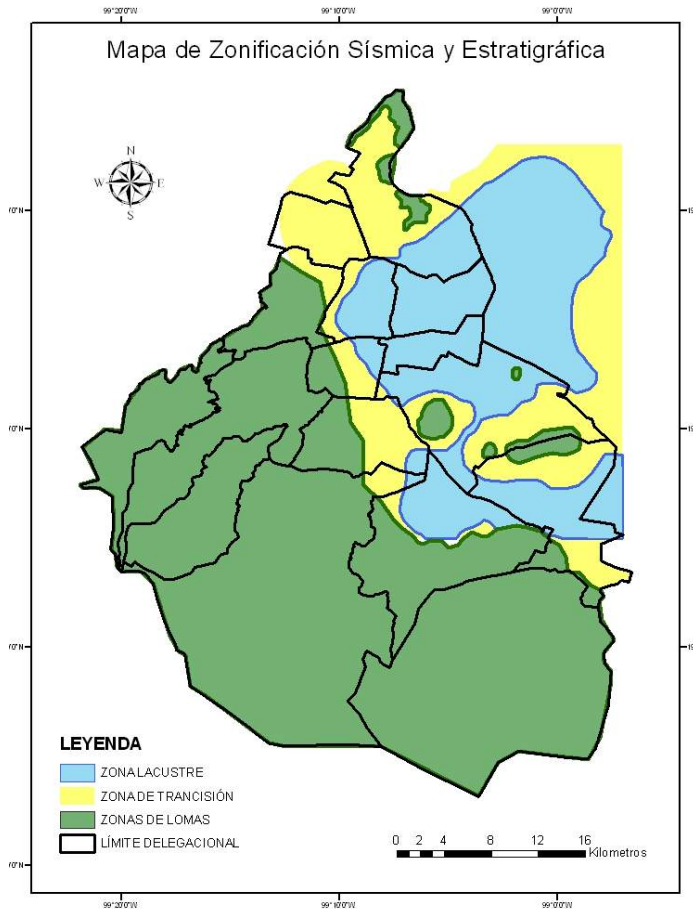 99°20'0"W 99°10'0"W 99°0'0"W
Mapa de Zonificación Sísmica y Estratigráfica
N
W E
S
LEYENDA
ZONA LACUSTRE
ZONA DE TRANCISIÓN
ZONAS DE LOMAS
LÍMITE DELEGACIONAL
0 2 4 8 12 16
Kilometros
99°20'0"W 99°10'0"W 99°0'0"W